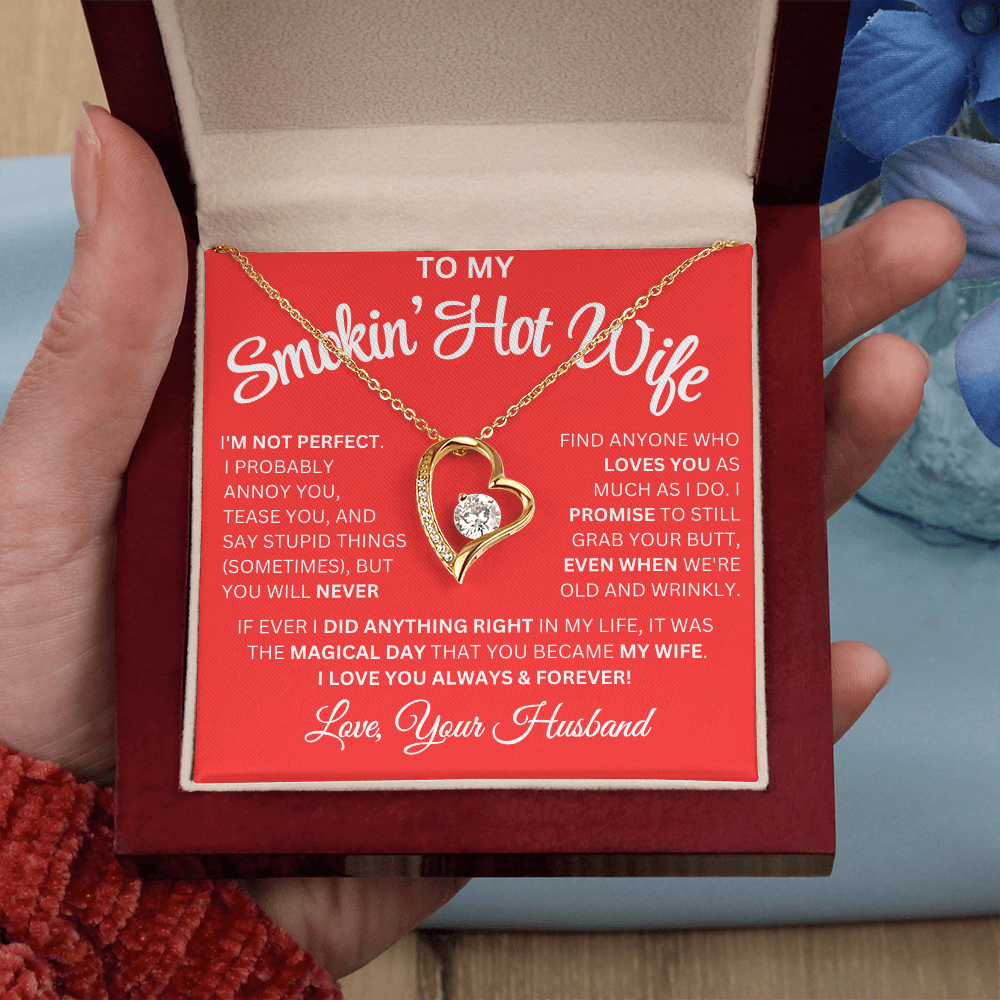 TO MY
Smokin' Hot Wife
I'M NOT PERFECT.
I PROBABLY
ANNOY YOU,
TEASE YOU, AND
SAY STUPID THINGS
(SOMETIMES), BUT
YOU WILL NEVER
FIND ANYONE WHO
LOVES YOU AS
MUCH AS I DO. I
PROMISE TO STILL
GRAB YOUR BUTT,
EVEN WHEN WE'RE
OLD AND WRINKLY.
IF EVER I DID ANYTHING RIGHT IN MY LIFE, IT WAS
THE MAGICAL DAY THAT YOU BECAME MY WIFE.
I LOVE YOU ALWAYS & FOREVER!
Love, Your Husband